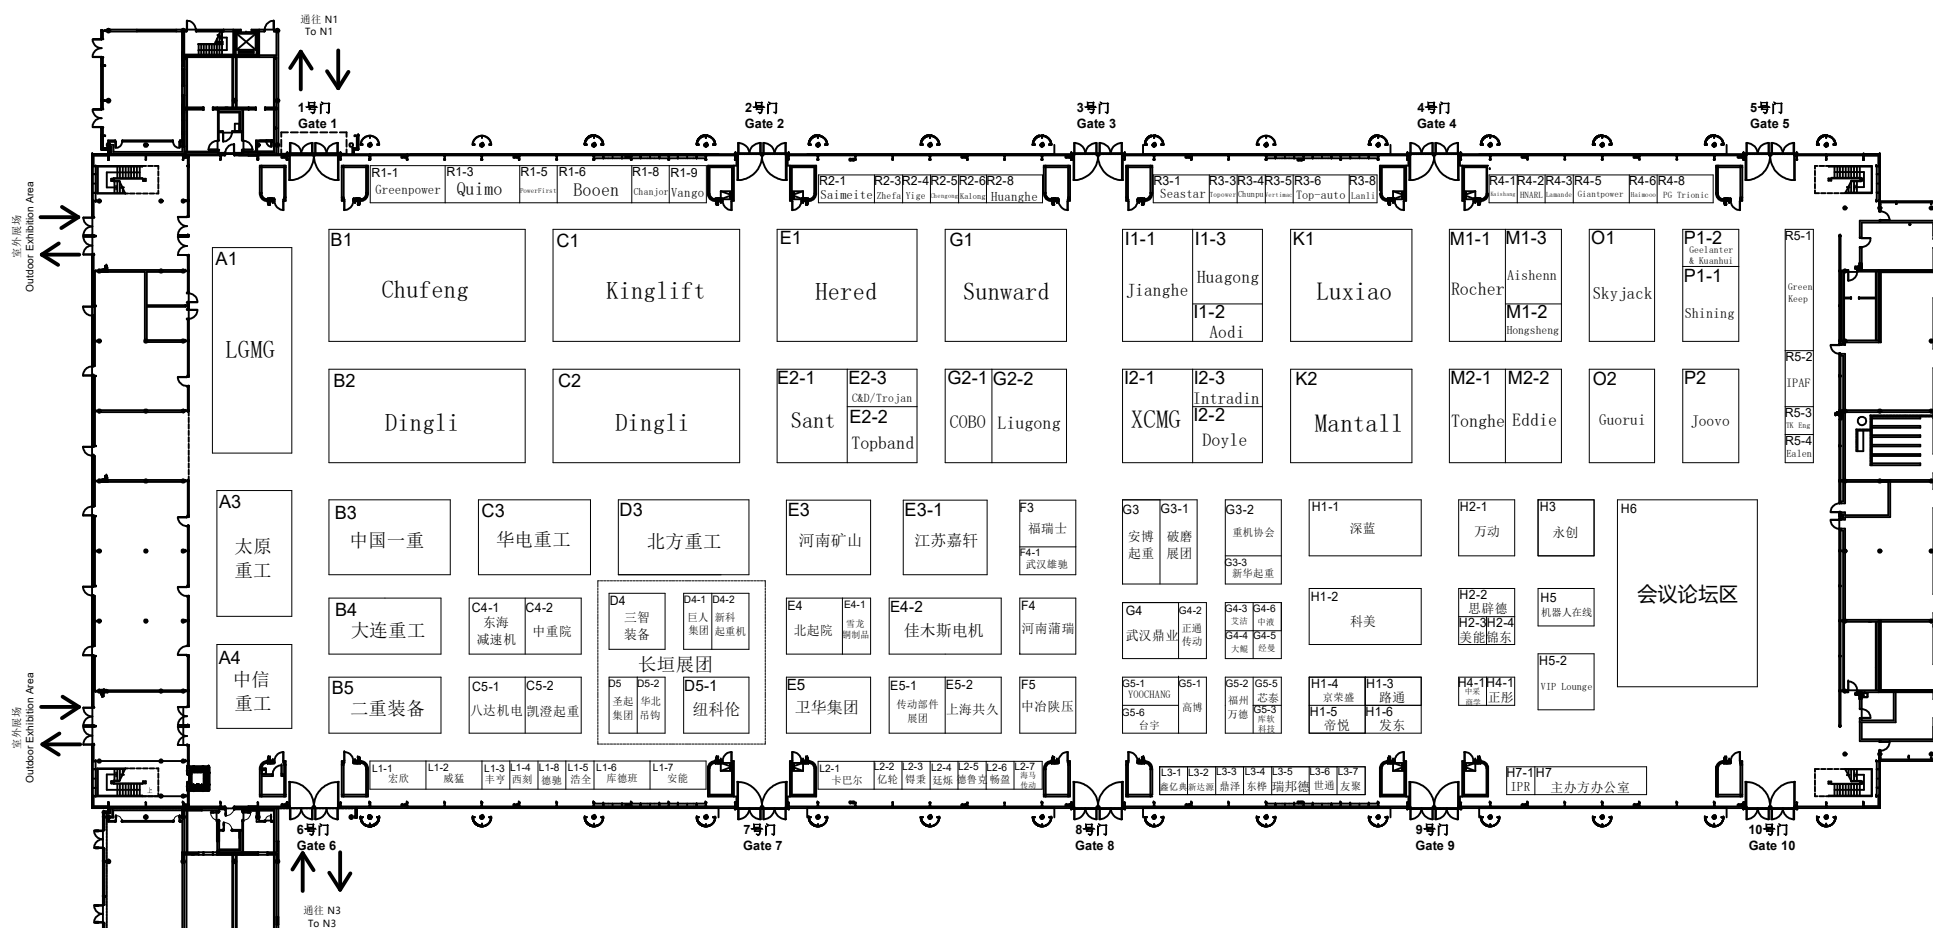 通往 N1
To N1
1号门
Gate 1
2号门
Gate 2
3号门
Gate 3
4号门
Gate 4
5号门
Gate 5
室外展场
Outdoor Exhibition Area
R1-1
Greenpower
R1-3
Quimo
R1-5
PowerFirst
R1-6
Booen
R1-8
Chanjor
R1-9
Vango
R2-1
Saimeite
R2-3
Zhefa
R2-4
Yige
R2-5
R2-6
Kalong
R2-8
Huanghe
R3-1
Seastar
R3-3
Topower
R3-4
Chunpu
R3-5
R3-6
Top-auto
R3-8
Lanli
R4-1
R4-2
HNARL
R4-3
Lamando
R4-5
Giantpower
R4-6
Haimooo
R4-8
PG Trionic
A1
LGMG
B1
Chufeng
C1
Kinglift
E1
Hered
G1
Sunward
I1-1
Jianghe
I1-3
Huagong
I1-2
Aodi
K1
Luxiao
M1-1
Rocher
M1-3
Aishenn
M1-2
Hongsheng
O1
Skyjack
P1-2
Geelanter
& Kuanhui
P1-1
Shining
R5-1
Green
Keep
B2
Dingli
C2
Dingli
E2-1
Sant
E2-3
C&D/Trojan
E2-2
Topband
G2-1
COBO
G2-2
Liugong
I2-1
XCMG
I2-3
Intradin
I2-2
Doyle
K2
Mantall
M2-1
Tonghe
M2-2
Eddie
O2
Guorui
P2
Joovo
R5-2
IPAF
R5-3
TK Eng
R5-4
Ealen
A3
太原
重工
B3
中国一重
C3
华电重工
D3
北方重工
E3
河南矿山
E3-1
江苏嘉轩
F3
福瑞士
F4-1
武汉雄驰
G3
安博
起重
G3-1
破磨
展团
G3-2
重机协会
G3-3
新华起重
H1-1
深蓝
H2-1
万动
H3
永创
H6
会议论坛区
B4
大连重工
C4-1
东海
减速机
C4-2
中重院
D4
三智
装备
D4-1
巨人
集团
D4-2
新科
起重机
长垣展团
E4
北起院
E4-1
雪龙
铜制品
E4-2
佳木斯电机
F4
河南蒲瑞
G4
武汉鼎业
G4-2
正通
传动
G4-3
艾沽
G4-6
中液
G4-4
大鲲
G4-5
经曼
H1-2
科美
H2-2
思辟德
H2-3
美能
H2-4
锦东
H5
机器人在线
A4
中信
重工
B5
二重装备
C5-1
八达机电
C5-2
凯澄起重
D5
圣起
集团
D5-2
华北
吊钩
D5-1
纽科伦
E5
卫华集团
E5-1
传动部件
展团
E5-2
上海共久
F5
中冶陕压
G5-1
YOOCHANG
G5-6
台宇
G5-1
高博
G5-2
福州
万德
G5-5
芯泰
G5-3
库软
科技
H1-4
京荣盛
H1-3
路通
H1-5
帝悦
H1-6
发东
H4-1
中采
商学
H4-1
正彤
H5-2
VIP Lounge
室外展场
Outdoor Exhibition Area
上
L1-1
宏欣
L1-2
威猛
L1-3
丰亨
L1-4
西刻
L1-8
德驰
L1-5
浩全
L1-6
库德班
L1-7
安能
L2-1
卡巴尔
L2-2
亿轮
L2-3
锝秉
L2-4
廷烁
L2-5
德鲁克
L2-6
畅盈
L2-7
海马
传动
L3-1
鑫亿典
L3-2
新达源
L3-3
鼎泽
L3-4
东桦
L3-5
瑞邦德
L3-6
世通
L3-7
友聚
H7-1
IPR
H7
主办方办公室
6号门
Gate 6
7号门
Gate 7
8号门
Gate 8
9号门
Gate 9
10号门
Gate 10
通往 N3
To N3